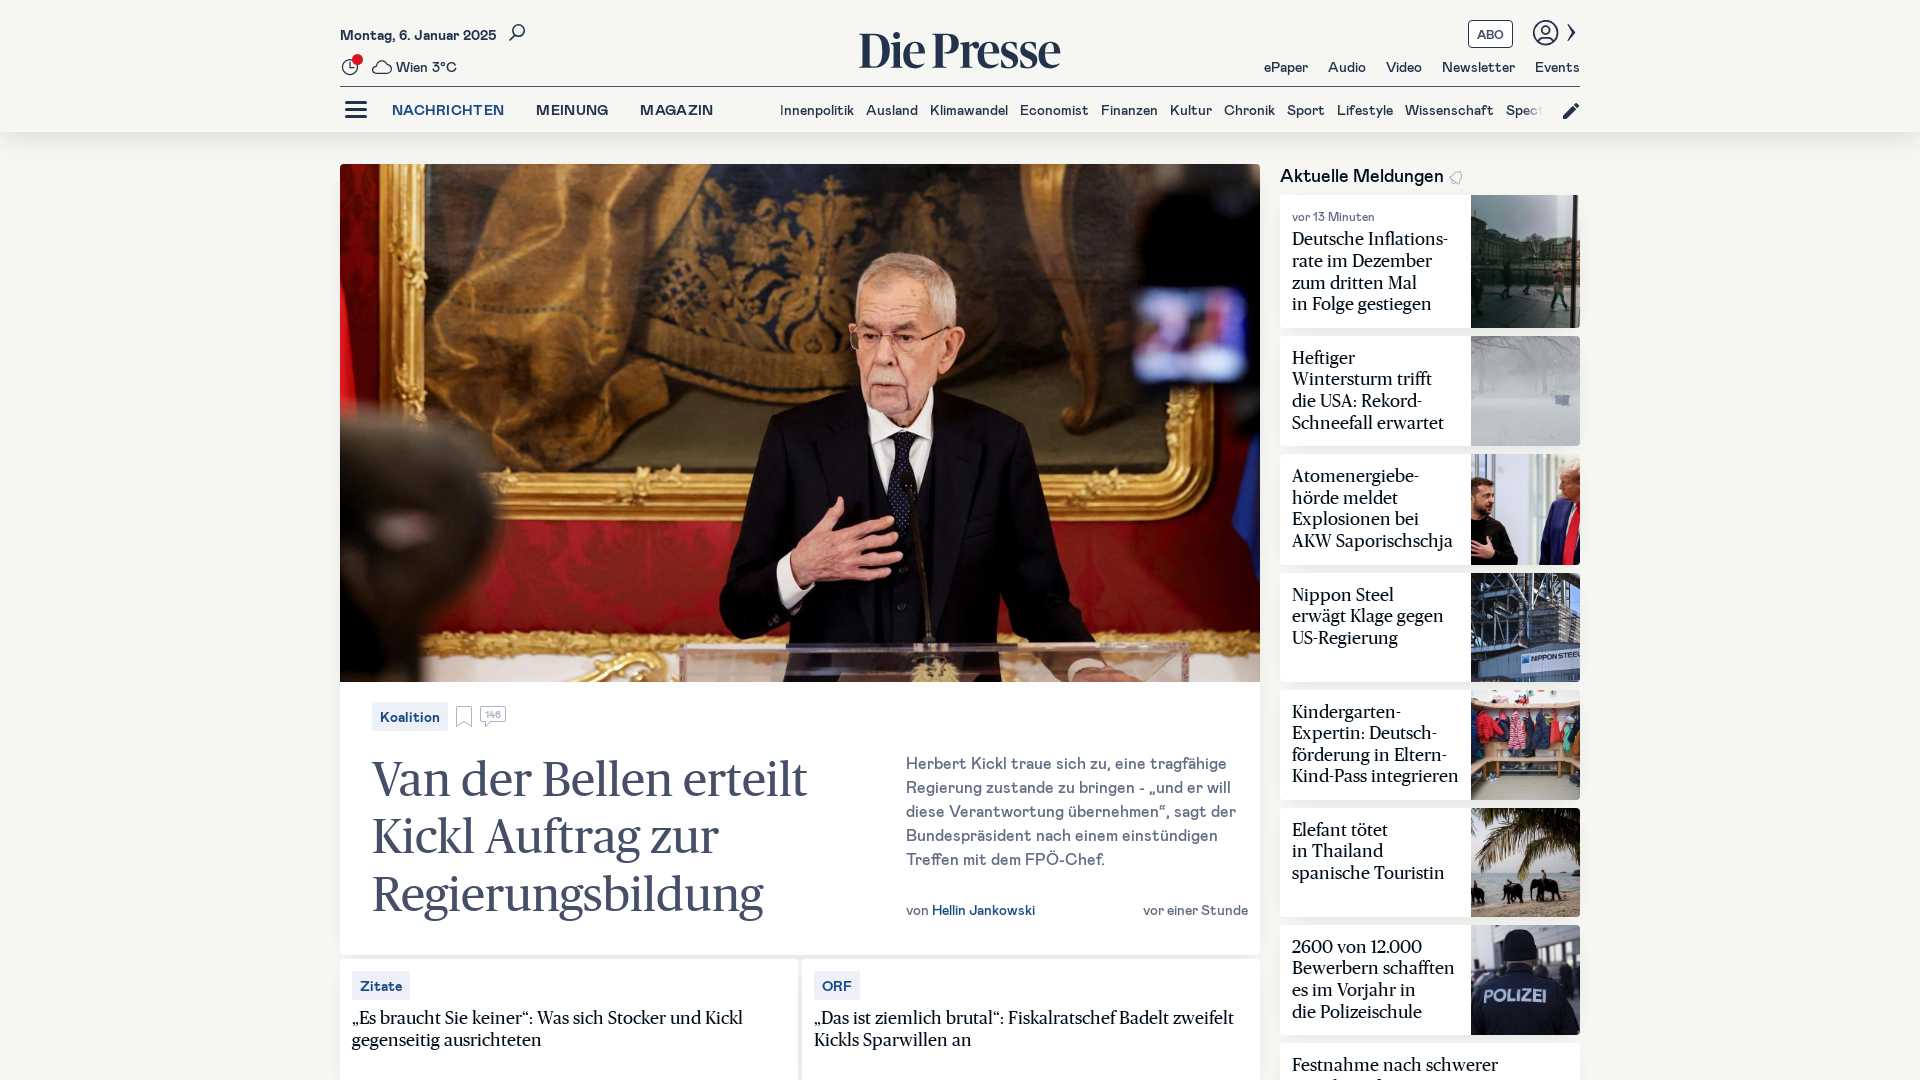 Montag, 6. Januar 2025
Wien 3°C
Die Presse
ABO
ePaper Audio Video Newsletter Events
NACHRICHTEN MEINUNG MAGAZIN
Innenpolitik Ausland Klimawandel Economist Finanzen Kultur Chronik Sport Lifestyle Wissenschaft Spect
Koalition
146
Van der Bellen erteilt
Kickl Auftrag zur
Regierungsbildung
Herbert Kickl traue sich zu, eine tragfähige
Regierung zustande zu bringen - „und er will
diese Verantwortung übernehmen“, sagt der
Bundespräsident nach einem einstündigen
Treffen mit dem FPÖ-Chef.
von Hellin Jankowski
vor einer Stunde
Zitate
„Es braucht Sie keiner“: Was sich Stocker und Kickl
gegenseitig ausrichteten
ORF
„Das ist ziemlich brutal“: Fiskalratschef Badelt zweifelt
Kickls Sparwillen an
Aktuelle Meldungen
vor 13 Minuten
Deutsche Inflations-
rate im Dezember
zum dritten Mal
in Folge gestiegen
Heftiger
Wintersturm trifft
die USA: Rekord-
Schneefall erwartet
Atomenergiebe-
hörde meldet
Explosionen bei
AKW Saporischschja
Nippon Steel
erwägt Klage gegen
US-Regierung
NIPPON STEEL
Kindergarten-
Expertin: Deutsch-
förderung in Eltern-
Kind-Pass integrieren
Elefant tötet
in Thailand
spanische Touristin
2600 von 12.000
Bewerbern schafften
es im Vorjahr in
die Polizeischule
POLIZEI
Festnahme nach schwerer